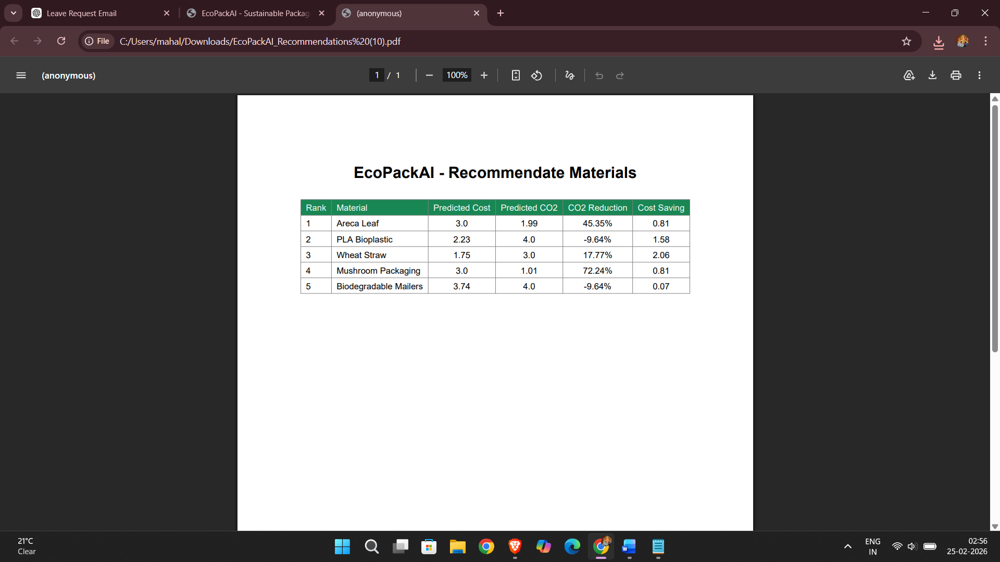 Leave Request Email
EcoPackAI - Sustainable Packag
(anonymous)
File
C:/Users/mahal/Downloads/EcoPackAI_Recommendations%20(10).pdf
(anonymous)
1 / 1
100%
EcoPackAI - Recommendate Materials
Rank Material Predicted Cost Predicted CO2 CO2 Reduction Cost Saving
1 Areca Leaf 3.0 1.99 45.35% 0.81
2 PLA Bioplastic 2.23 4.0 -9.64% 1.58
3 Wheat Straw 1.75 3.0 17.77% 2.06
4 Mushroom Packaging 3.0 1.01 72.24% 0.81
5 Biodegradable Mailers 3.74 4.0 -9.64% 0.07
21°C
Clear
W
ENG
IN
02:56
25-02-2026